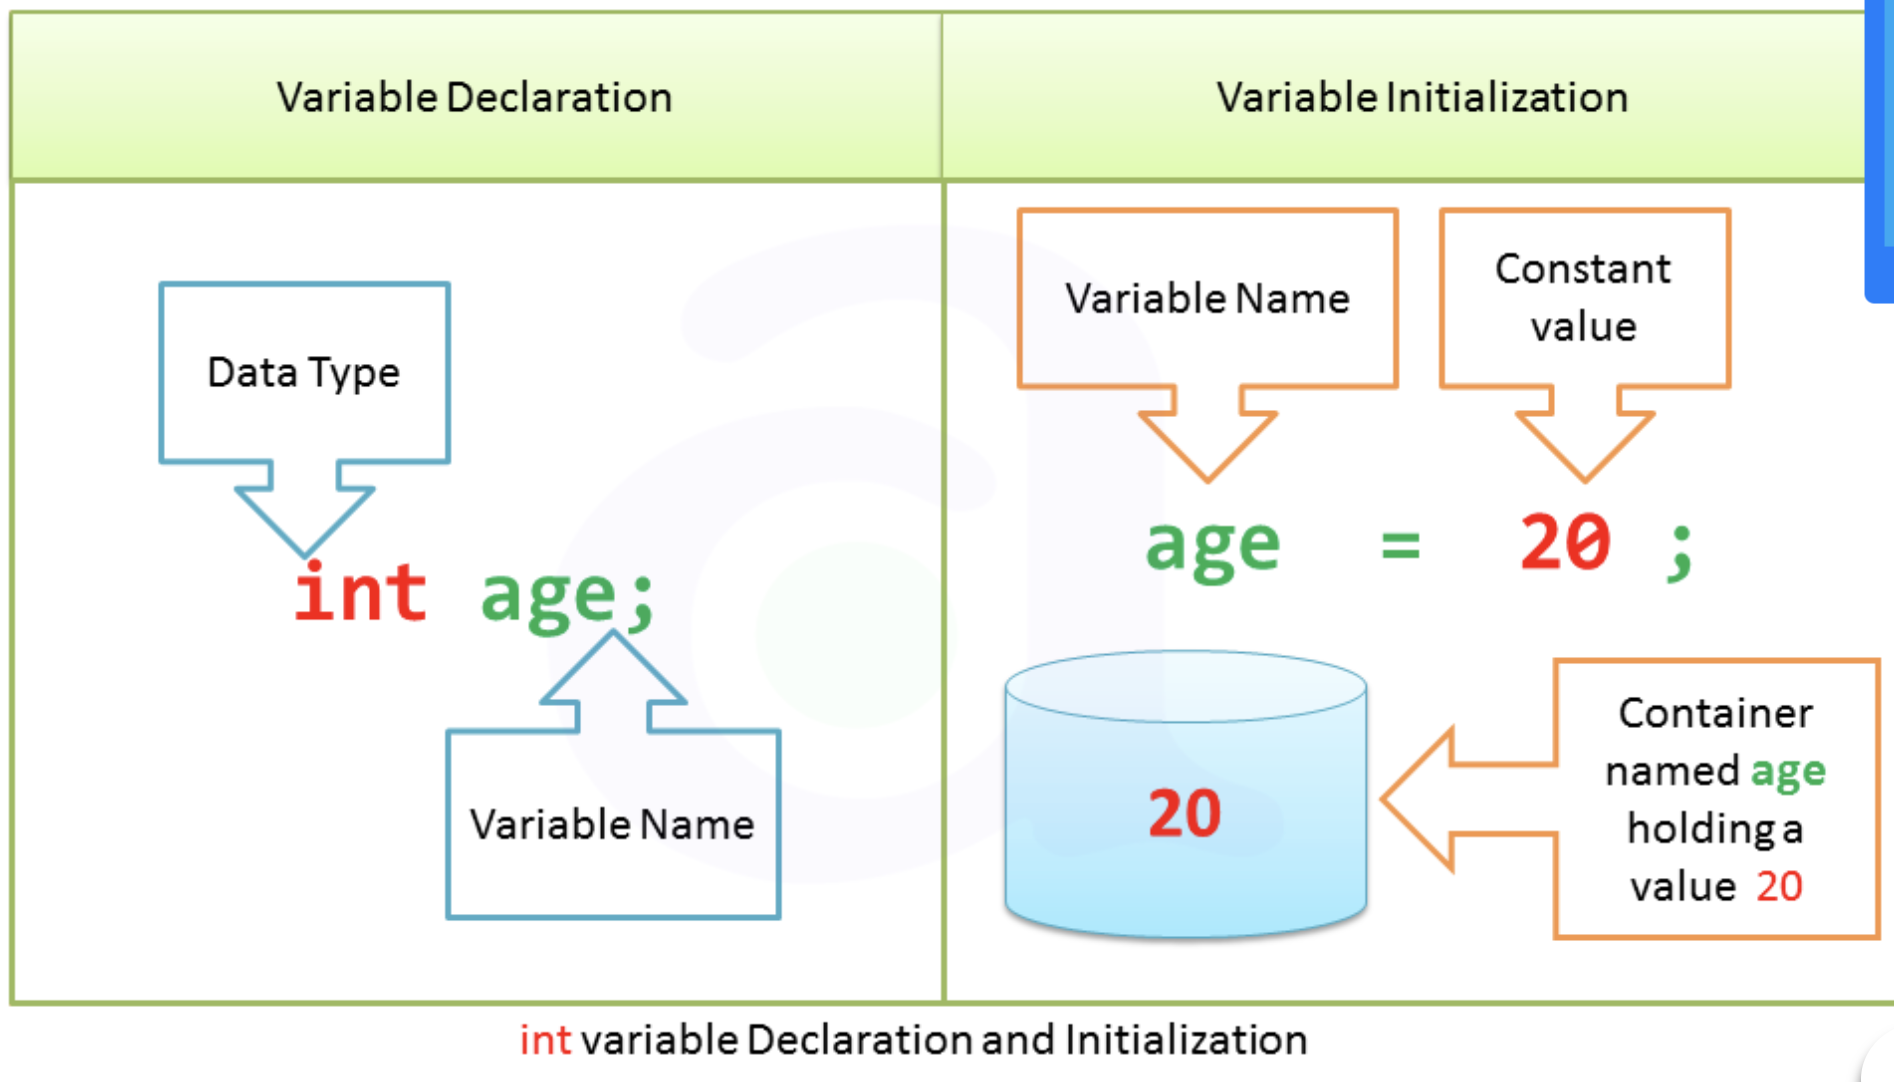 Variable Declaration
Variable Initialization
Data Type
int age;
Variable Name
Variable Name
Constant
value
age = 20 ;
20
Container
named age
holding a
value 20
int variable Declaration and Initialization